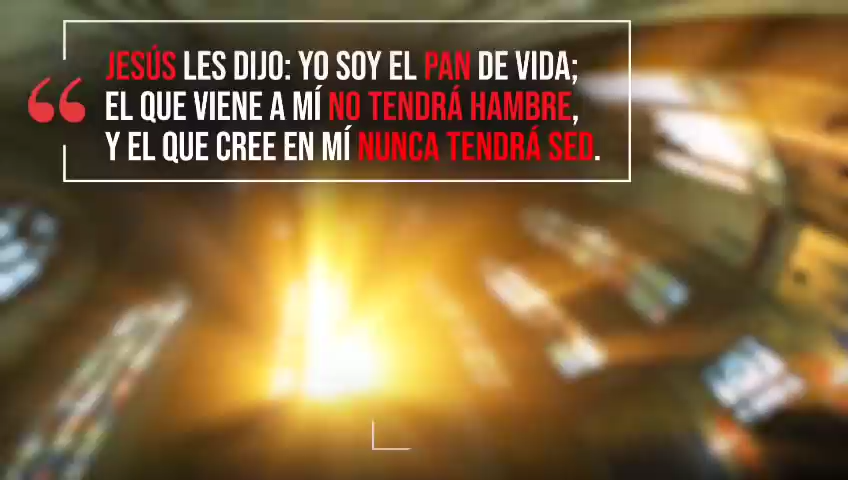 JESÚS LES DIJO: YO SOY EL PAN DE VIDA;
EL QUE VIENE A MÍ NO TENDRÁ HAMBRE,
Y EL QUE CREE EN MÍ NUNCA TENDRÁ SED.